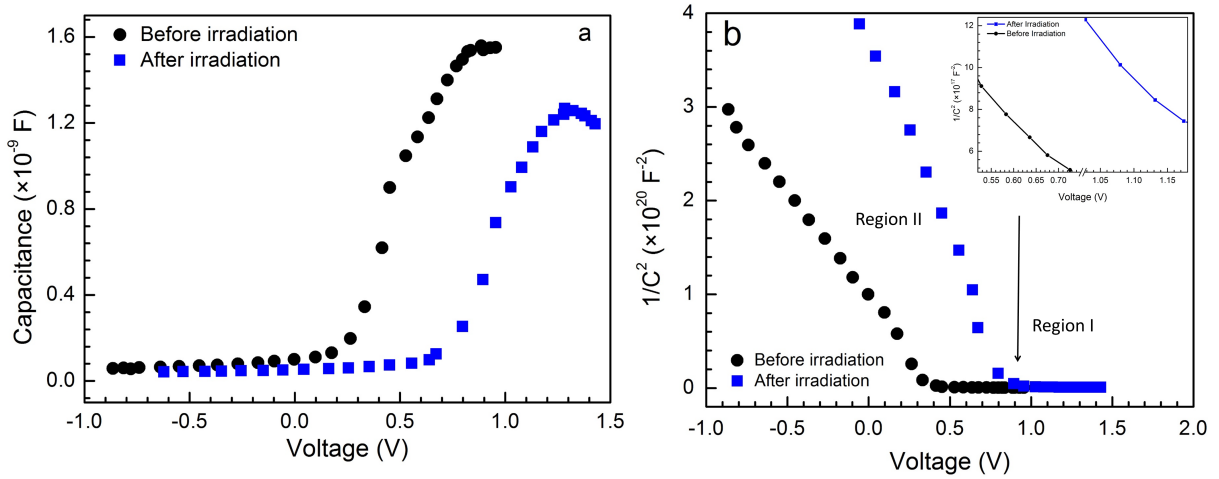 a
Before irradiation
After irradiation
1.6
1.2
0.8
0.4
0.0
Capacitance (×10⁻⁹ F)
-1.0
-0.5
0.0
0.5
1.0
1.5
Voltage (V)
b
4
3
2
1
0
1/C² (×10²⁰ F⁻²)
Region II
Region I
Before irradiation
After irradiation
-1.0
-0.5
0.0
0.5
1.0
1.5
2.0
Voltage (V)
After Irradiation
Before Irradiation
12
10
8
6
1/C² (×10¹⁷ F⁻²)
0.55
0.60
0.65
0.70
1.05
1.10
1.15
Voltage (V)